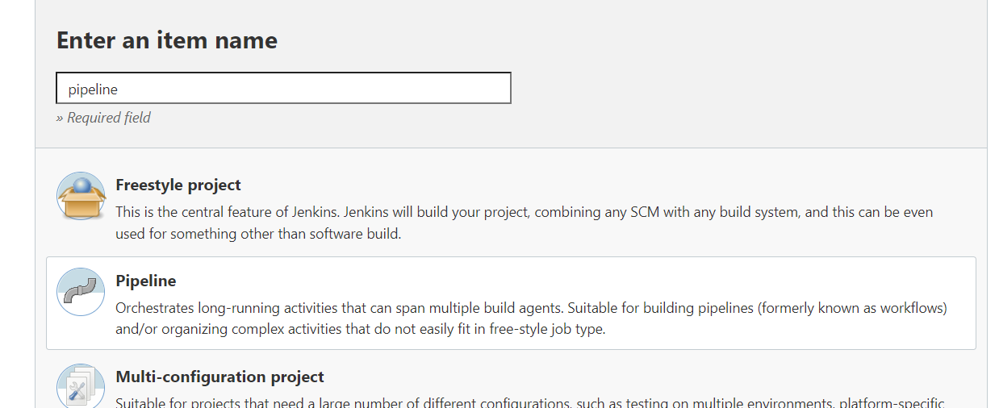 Enter an item name
pipeline
» Required field
Freestyle project
This is the central feature of Jenkins. Jenkins will build your project, combining any SCM with any build system, and this can be even
used for something other than software build.
Pipeline
Orchestrates long-running activities that can span multiple build agents. Suitable for building pipelines (formerly known as workflows)
and/or organizing complex activities that do not easily fit in free-style job type.
Multi-configuration project
Suitable for projects that need a large number of different configurations, such as testing on multiple environments, platform-specific